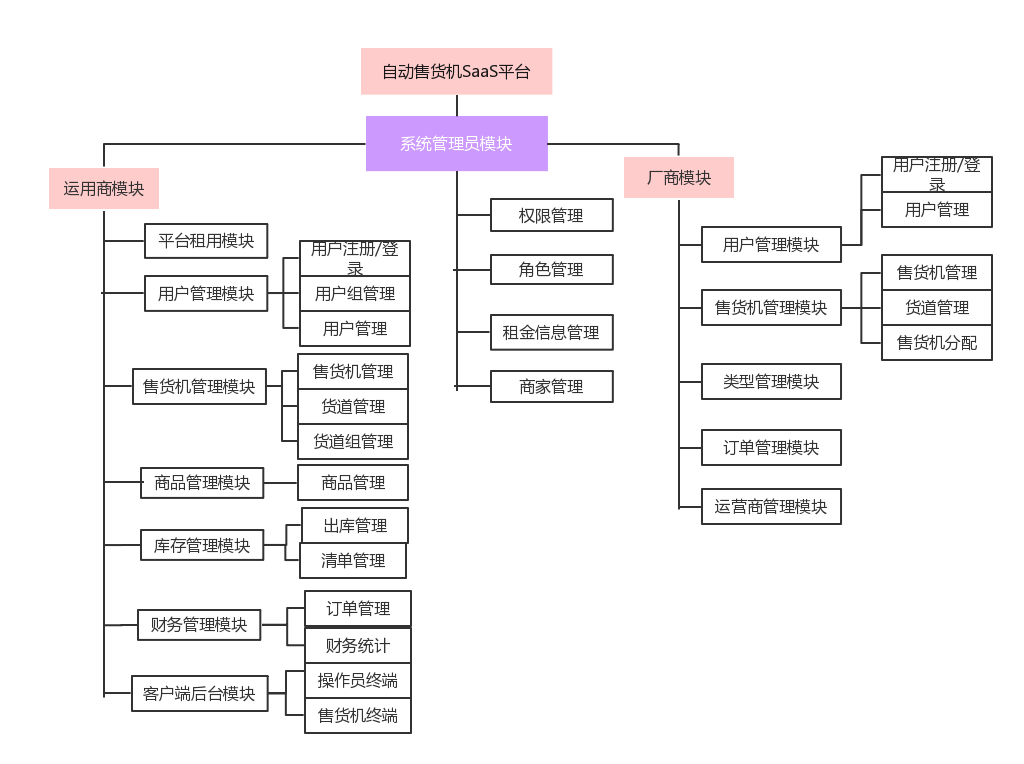 自动售货机SaaS平台
系统管理员模块
运用商模块
平台租用模块
用户管理模块
用户注册/登
录
用户组管理
用户管理
售货机管理模块
售货机管理
货道管理
货道组管理
商品管理模块
商品管理
库存管理模块
出库管理
清单管理
财务管理模块
订单管理
财务统计
客户端后台模块
操作员终端
售货机终端
权限管理
角色管理
租金信息管理
商家管理
厂商模块
用户管理模块
用户注册/登
录
用户管理
售货机管理模块
售货机管理
货道管理
售货机分配
类型管理模块
订单管理模块
运营商管理模块